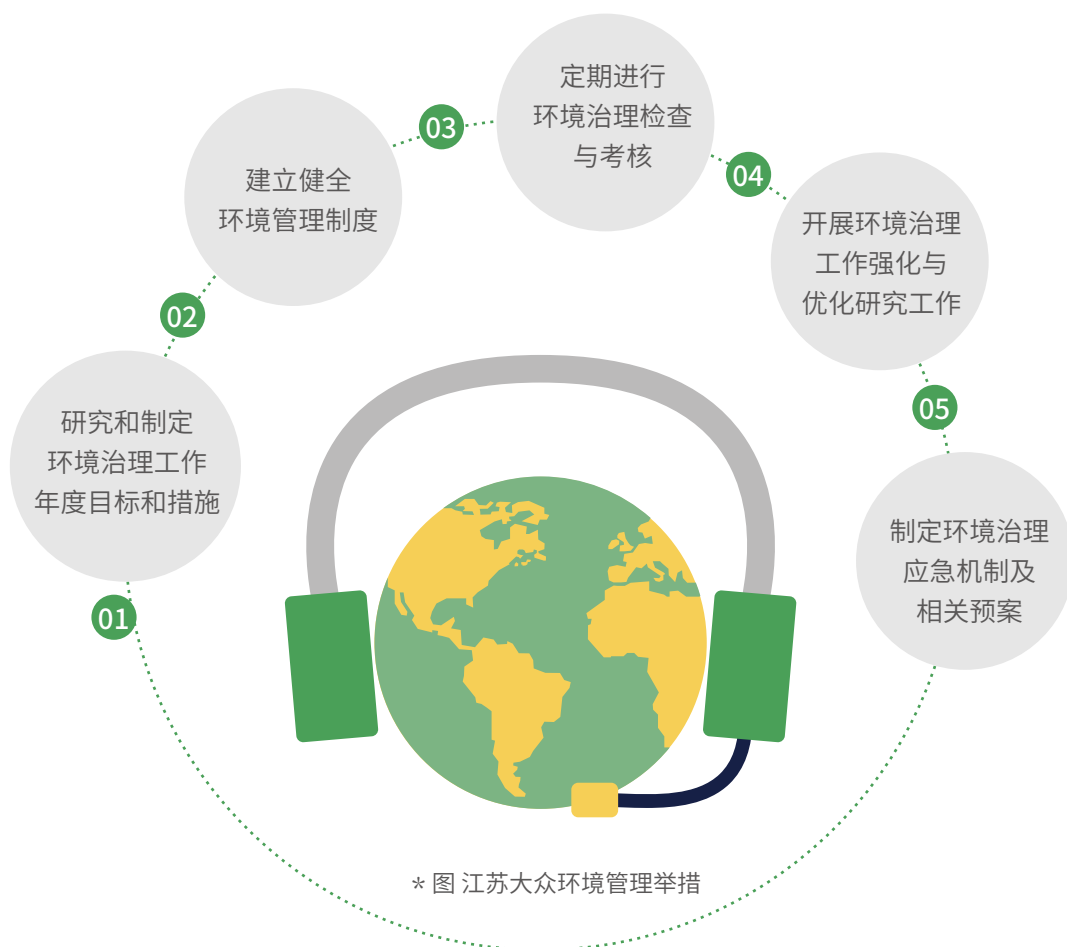 01
研究和制定
环境治理工作
年度目标和措施
02
建立健全
环境管理制度
03
定期进行
环境治理检查
与考核
04
开展环境治理
工作强化与
优化研究工作
05
制定环境治理
应急机制及
相关预案
* 图 江苏大众环境管理举措